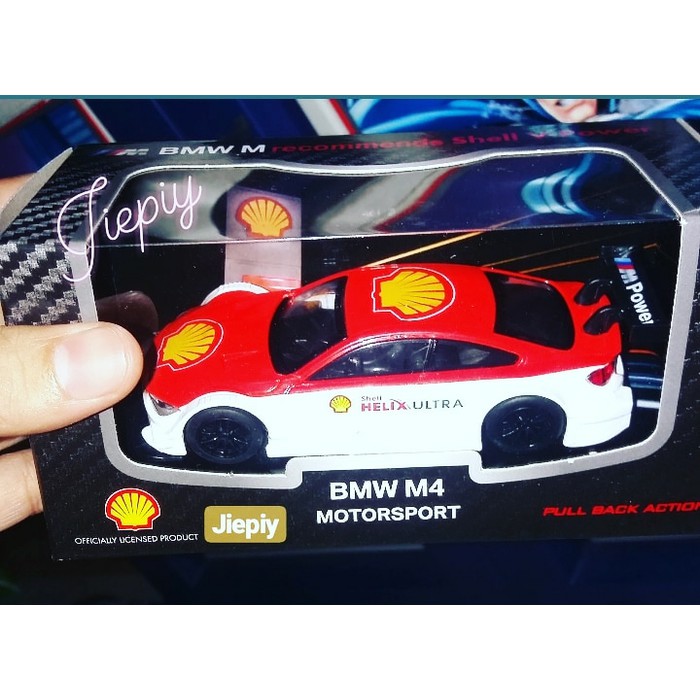 M BMW M recommends Shell V-Power
Jiepiy
M Power
Shell
HELIX ULTRA
BMW M4
MOTORSPORT
PULL BACK ACTION
OFFICIALLY LICENSED PRODUCT
Jiepiy